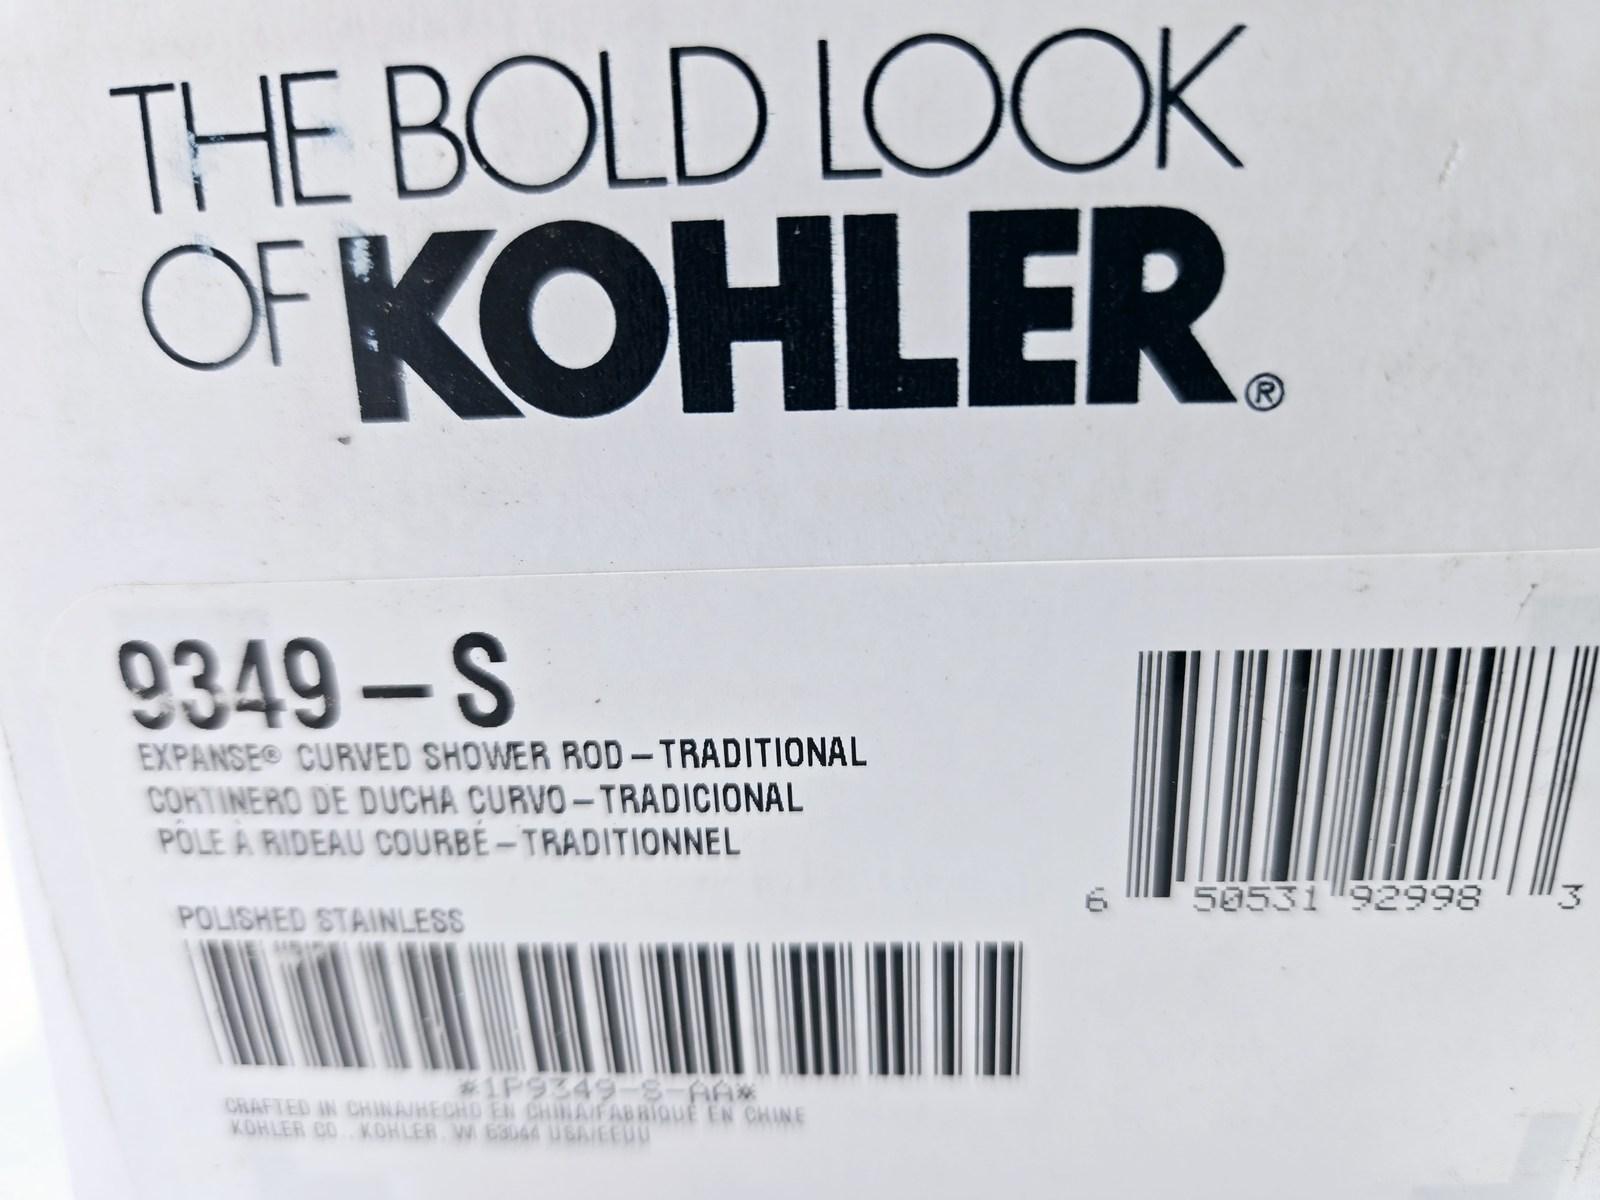 THE BOLD LOOK
OF KOHLER®
9349-S
EXPANSE® CURVED SHOWER ROD-TRADITIONAL
CORTINERO DE DUCHA CURVO-TRADICIONAL
PÔLE À RIDEAU COURBÉ-TRADITIONNEL
POLISHED STAINLESS
6 50531 92998 3
*1P9349-S-AA*
CRAFTED IN CHINA/HECHO EN CHINA/FABRIQUÉ EN CHINE
KOHLER CO., KOHLER, WI 53044 USA/EEUU